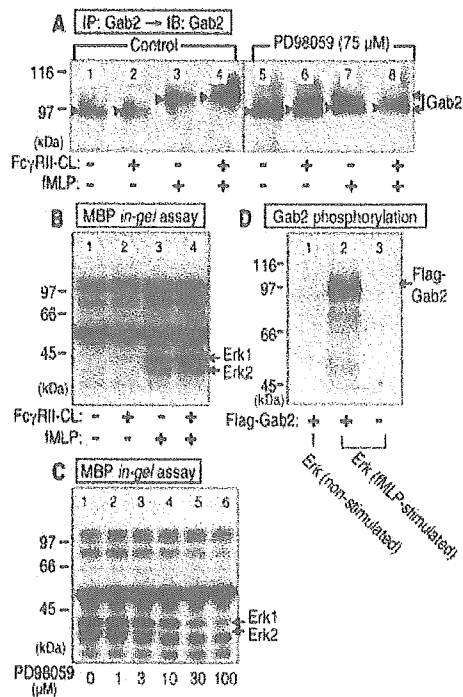 A IP: Gab2 → IB: Gab2
Control PD98059 (75 µM)
116
97
(kDa)
1 2 3 4 5 6 7 8
Gab2
FcγRII-CL: - + - + - + - +
fMLP: - - + + - - + +
B MBP in-gel assay
1 2 3 4
97
66
45
(kDa)
Erk1
Erk2
FcγRII-CL: - + - +
fMLP: - - + +
D Gab2 phosphorylation
1 2 3
116
97
66
45
(kDa)
Flag-Gab2
Flag-Gab2: + + -
Erk (non-stimulated)
Erk (fMLP-stimulated)
C MBP in-gel assay
1 2 3 4 5 6
97
66
45
(kDa)
Erk1
Erk2
PD98059 (µM) 0 1 3 10 30 100